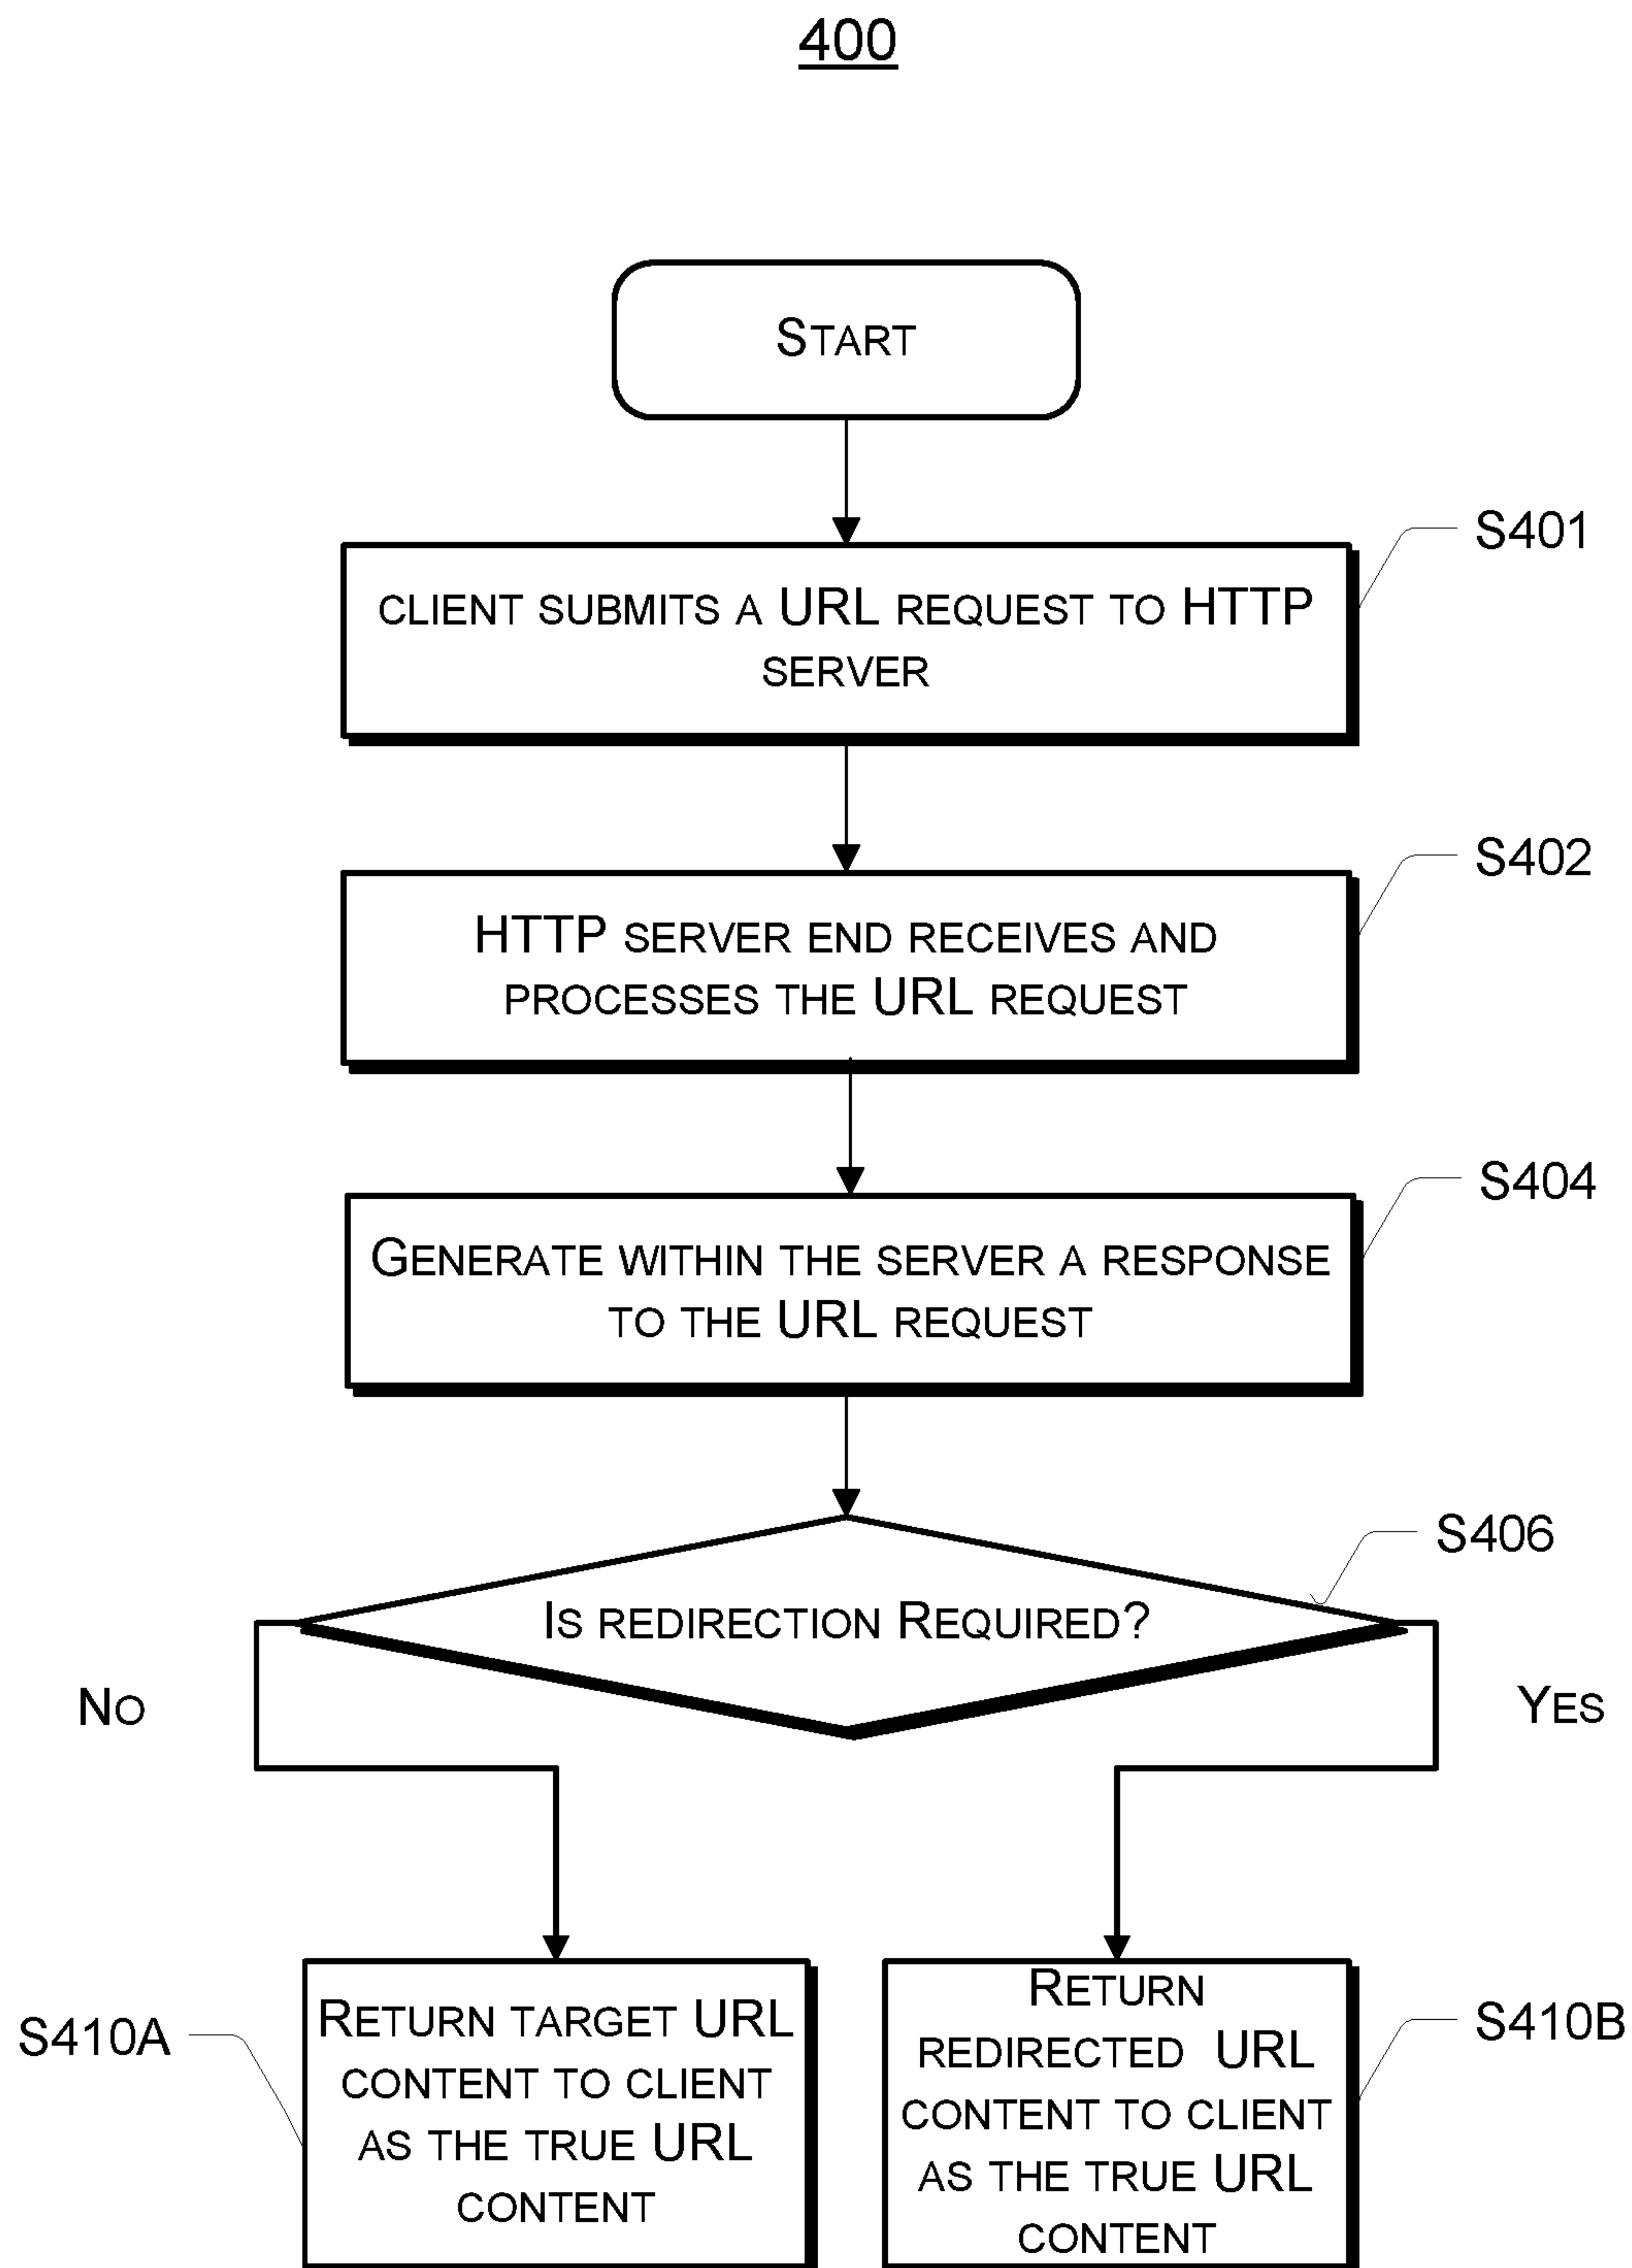 400
START
S401
CLIENT SUBMITS A URL REQUEST TO HTTP
SERVER
S402
HTTP SERVER END RECEIVES AND
PROCESSES THE URL REQUEST
S404
GENERATE WITHIN THE SERVER A RESPONSE
TO THE URL REQUEST
S406
IS REDIRECTION REQUIRED?
NO
YES
S410A
RETURN TARGET URL
CONTENT TO CLIENT
AS THE TRUE URL
CONTENT
RETURN
REDIRECTED URL
CONTENT TO CLIENT
AS THE TRUE URL
CONTENT
S410B